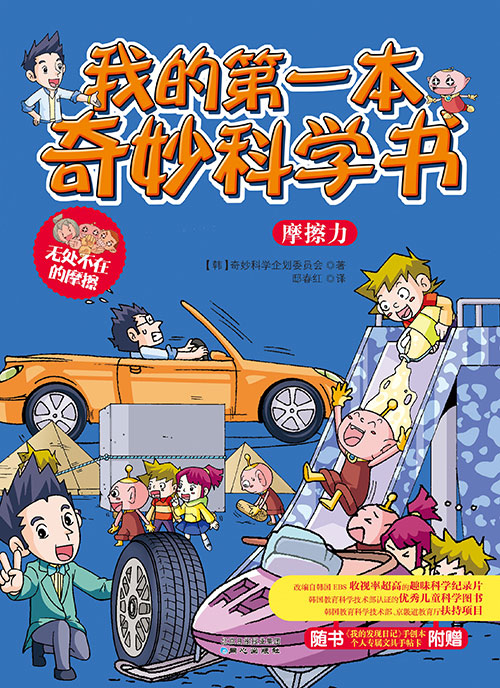 我的第一本
奇妙科学书
摩擦力
无处不在
的摩擦
【韩】奇妙科学企划委员会 ◎ 著
邸春红 ◎ 译
改编自韩国EBS 收视率超高的趣味科学纪录片
韩国教育科学技术部认证的优秀儿童科学图书
韩国教育科学技术部、京畿道教育厅扶持项目
随书《我的发现日记》手创本
个人专属文具手帖卡 附赠
同心出版社